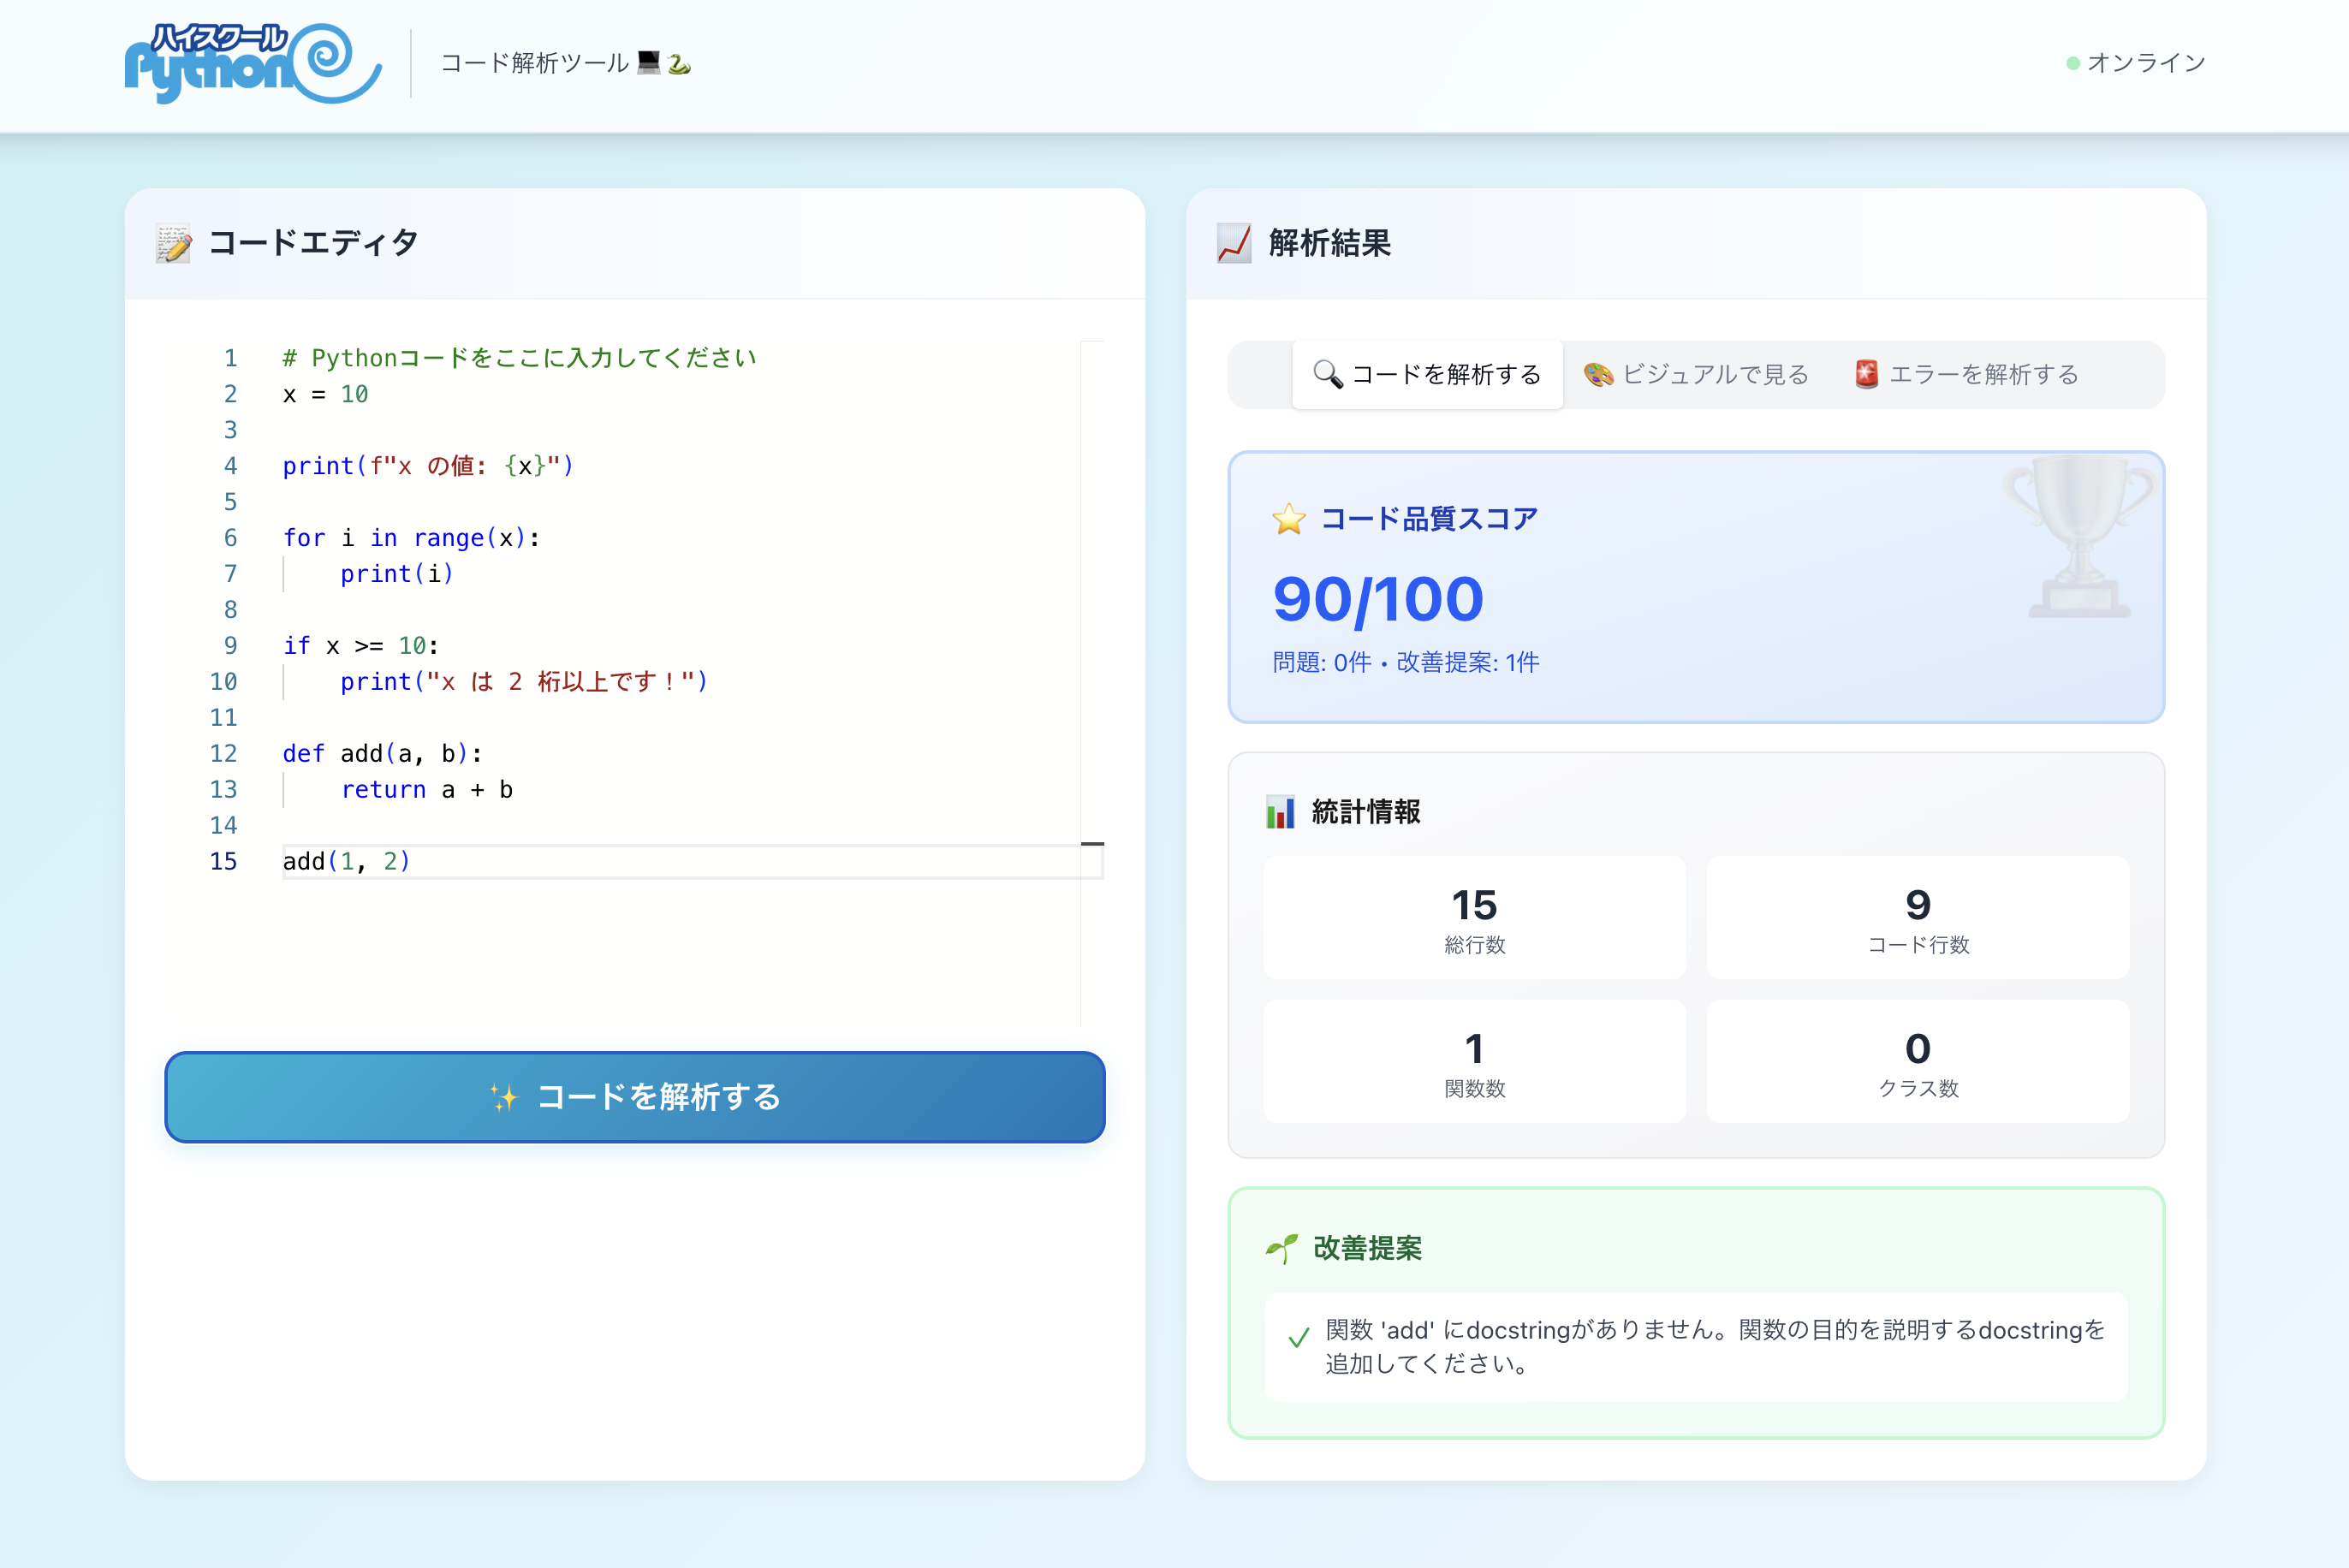 ハイスクール
Python
コード解析ツール 💻🐍
オンライン
📝 コードエディタ
1 # Pythonコードをここに入力してください
2 x = 10
3
4 print(f"x の値: {x}")
5
6 for i in range(x):
7     print(i)
8
9 if x >= 10:
10     print("x は 2 桁以上です！")
11
12 def add(a, b):
13     return a + b
14
15 add(1, 2)
✨ コードを解析する
📈 解析結果
🔍 コードを解析する 🎨 ビジュアルで見る 🚨 エラーを解析する
⭐ コード品質スコア
90/100
問題: 0件 • 改善提案: 1件
📊 統計情報
15
総行数
9
コード行数
1
関数数
0
クラス数
🌱 改善提案
✓ 関数 'add' にdocstringがありません。関数の目的を説明するdocstringを
追加してください。